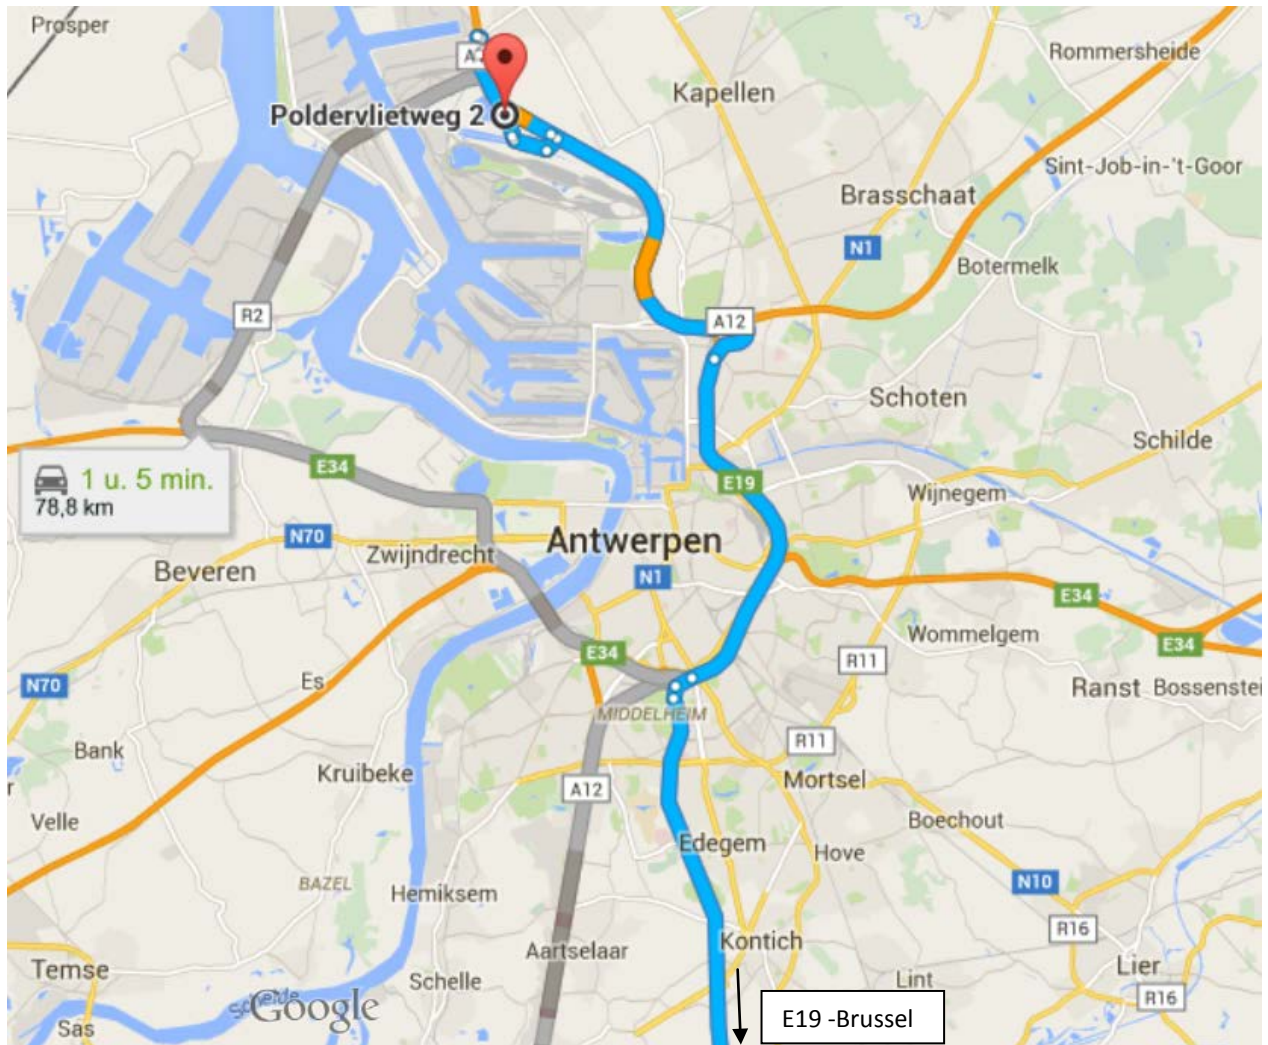 Prosper
Rommersheide
Kapellen
Poldervlietweg 2
Sint-Job-in-'t-Goor
Brasschaat
N1
Botermelk
R2
A12
Schoten
Schilde
E34
1 u. 5 min.
78,8 km
E19
Wijnegem
N70
Zwijndrecht
Antwerpen
Beveren
N1
E34
Wommelgem
E34
E34
R11
Es
N70
Ranst
Bossenstei
MIDDELHEIM
Bank
R11
Kruibeke
A12
Mortsel
Velle
Boechout
Edegem
Hove
BAZEL
Hemiksem
N10
R16
Aartselaar
Kontich
Temse
Schelle
Lint
Lier
R16
Schelde
Google
E19 -Brussel
Sas